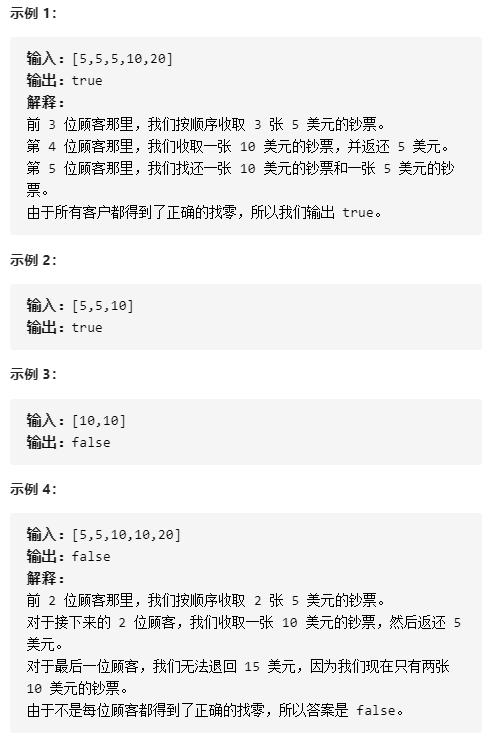 示例 1：
输入：[5,5,5,10,20]
输出：true
解释：
前 3 位顾客那里，我们按顺序收取 3 张 5 美元的钞票。
第 4 位顾客那里，我们收取一张 10 美元的钞票，并返还 5 美元。
第 5 位顾客那里，我们找还一张 10 美元的钞票和一张 5 美元的钞
票。
由于所有客户都得到了正确的找零，所以我们输出 true。
示例 2：
输入：[5,5,10]
输出：true
示例 3：
输入：[10,10]
输出：false
示例 4：
输入：[5,5,10,10,20]
输出：false
解释：
前 2 位顾客那里，我们按顺序收取 2 张 5 美元的钞票。
对于接下来的 2 位顾客，我们收取一张 10 美元的钞票，然后返还 5
美元。
对于最后一位顾客，我们无法退回 15 美元，因为我们现在只有两张
10 美元的钞票。
由于不是每位顾客都得到了正确的找零，所以答案是 false。